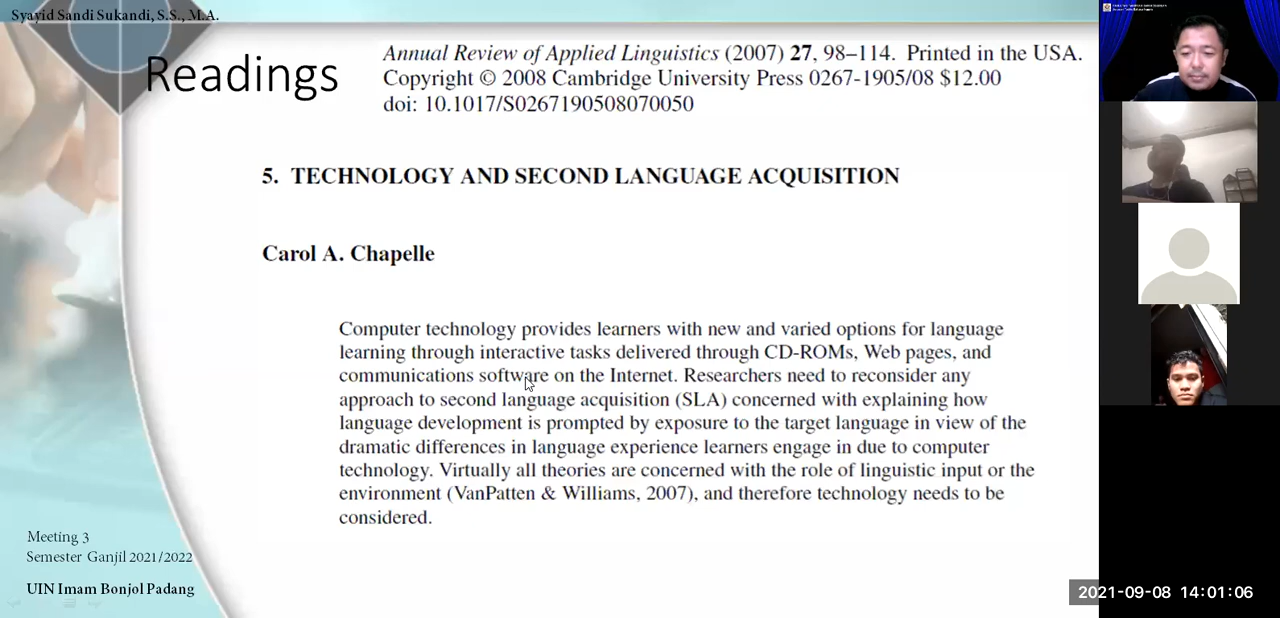 Syayid Sandi Sukandi, S.S., M.A.
Readings
Annual Review of Applied Linguistics (2007) 27, 98–114. Printed in the USA.
Copyright © 2008 Cambridge University Press 0267-1905/08 $12.00
doi: 10.1017/S0267190508070050
5. TECHNOLOGY AND SECOND LANGUAGE ACQUISITION
Carol A. Chapelle
Computer technology provides learners with new and varied options for language
learning through interactive tasks delivered through CD-ROMs, Web pages, and
communications software on the Internet. Researchers need to reconsider any
approach to second language acquisition (SLA) concerned with explaining how
language development is prompted by exposure to the target language in view of the
dramatic differences in language experience learners engage in due to computer
technology. Virtually all theories are concerned with the role of linguistic input or the
environment (VanPatten & Williams, 2007), and therefore technology needs to be
considered.
Meeting 3
Semester Ganjil 2021/2022
UIN Imam Bonjol Padang
2021-09-08 14:01:06